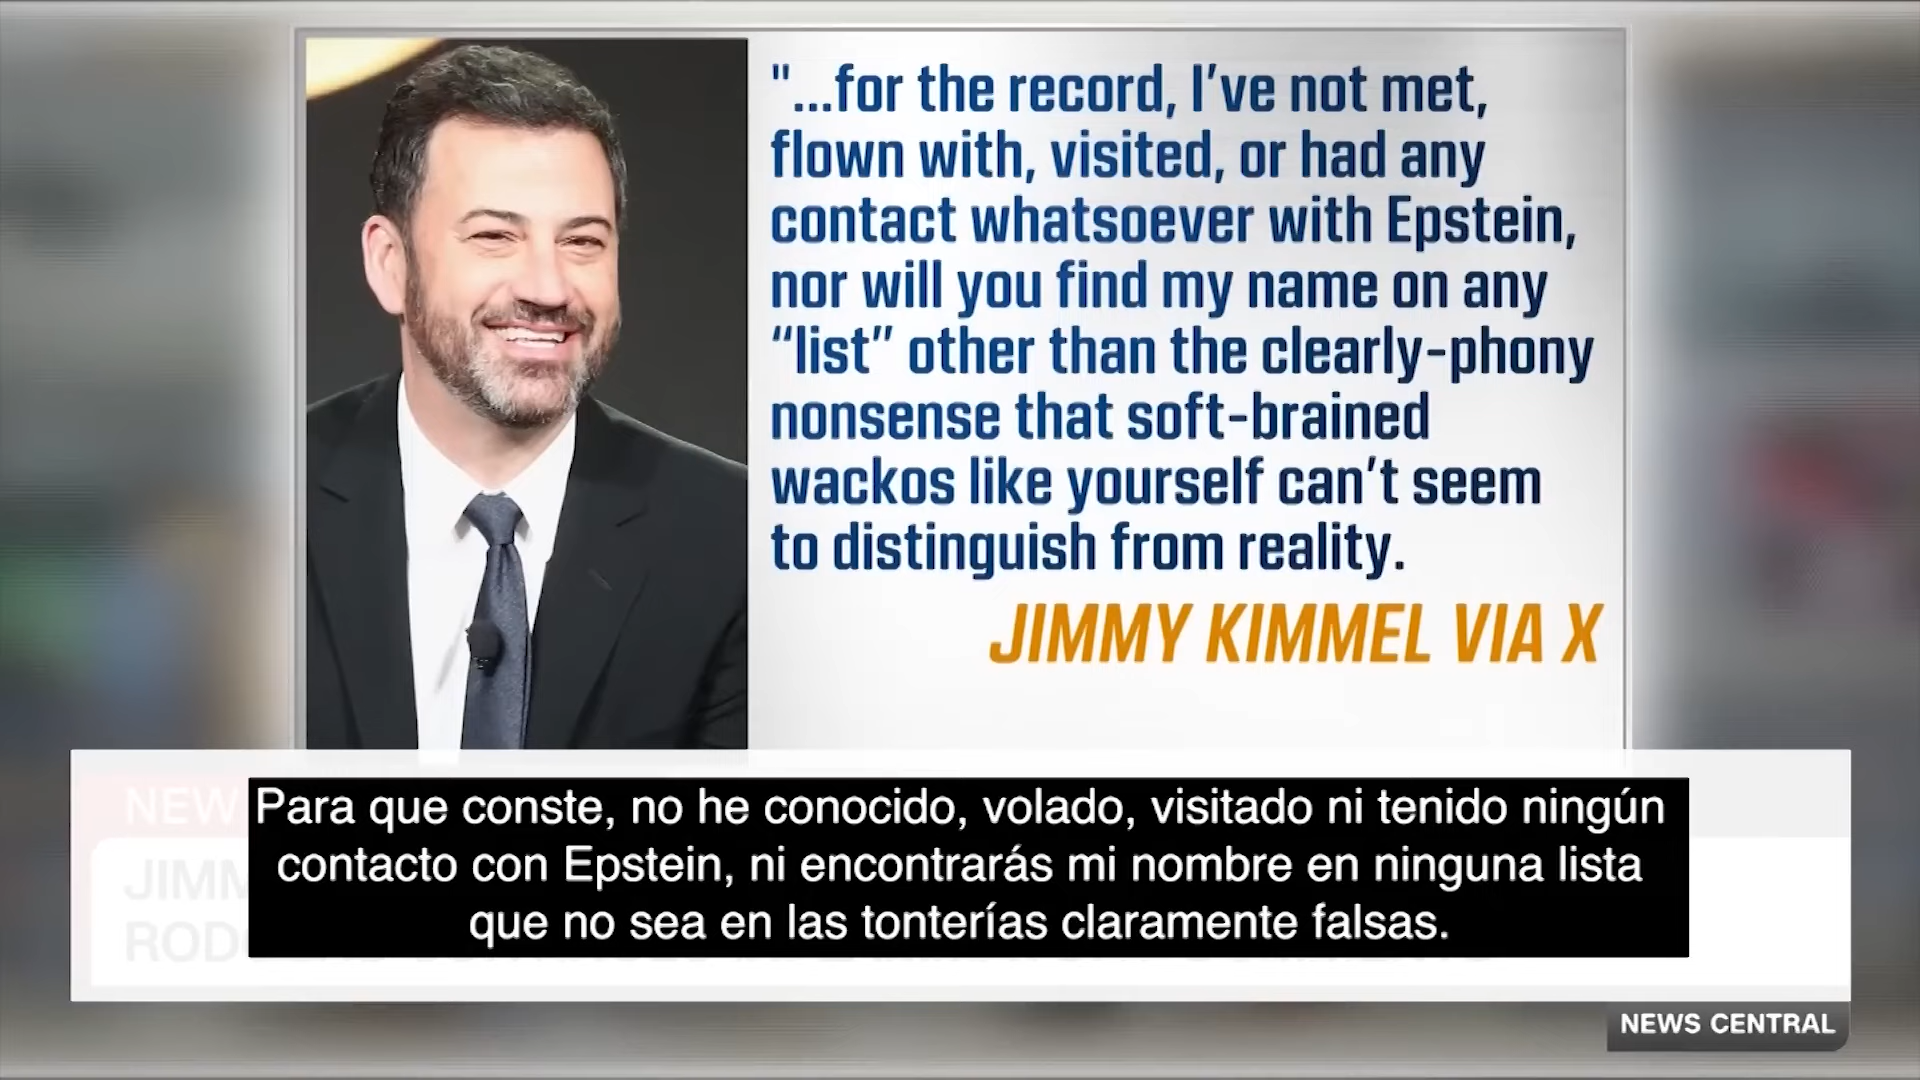 "...for the record, I've not met,
flown with, visited, or had any
contact whatsoever with Epstein,
nor will you find my name on any
“list” other than the clearly-phony
nonsense that soft-brained
wackos like yourself can't seem
to distinguish from reality.
JIMMY KIMMEL VIA X
NEW
JIMM
ROD
Para que conste, no he conocido, volado, visitado ni tenido ningún
contacto con Epstein, ni encontrarás mi nombre en ninguna lista
que no sea en las tonterías claramente falsas.
NEWS CENTRAL